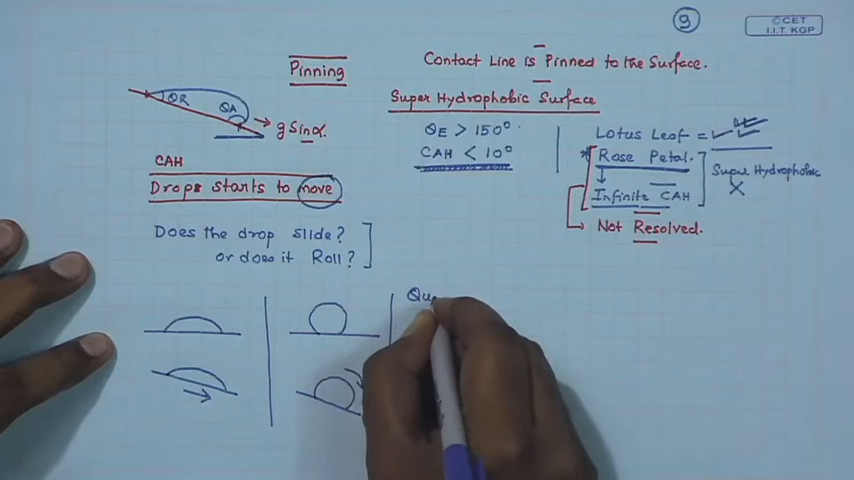 9
©CET
I.I.T. KGP
Pinning
Contact Line is Pinned to the Surface.
θR
θA
g Sinα.
Super Hydrophobic Surface
θE > 150°
CAH < 10°
Lotus Leaf =
* Rose Petal.
Super Hydrophobic
X
Infinite CAH
Not Resolved.
CAH
Drops starts to move
Does the drop slide?
or does it Roll?
Que